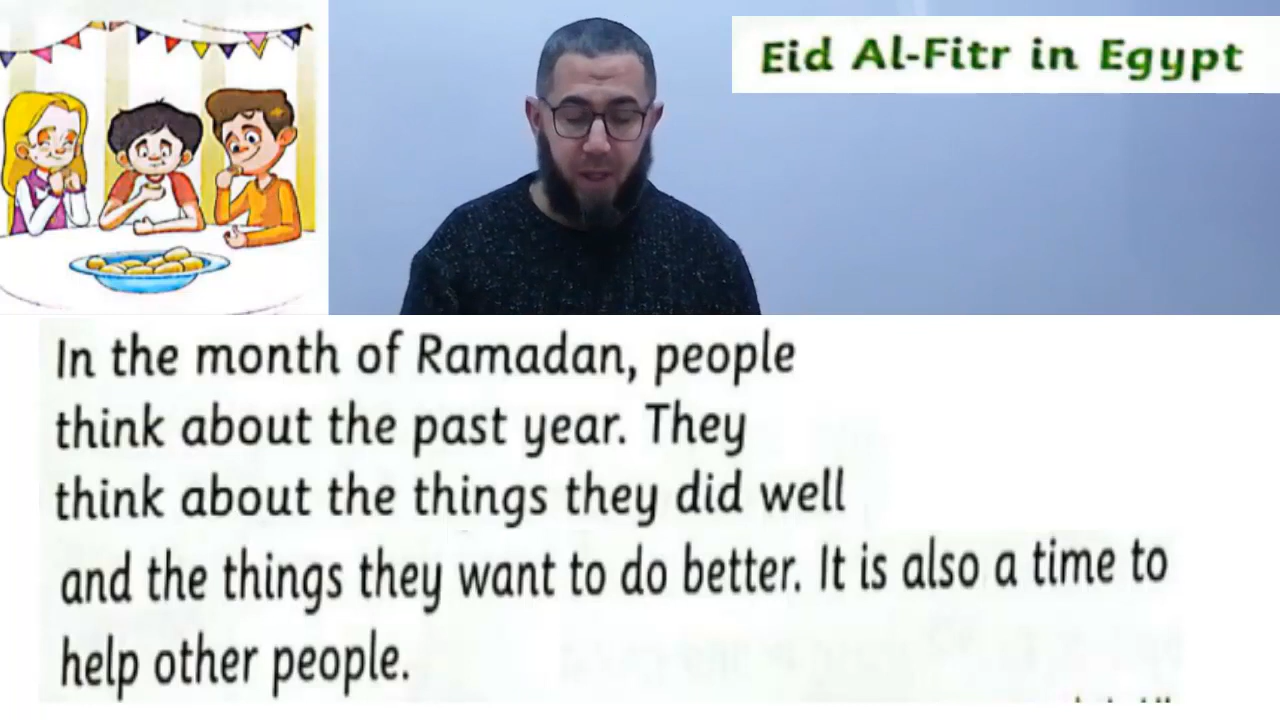 Eid Al-Fitr in Egypt
In the month of Ramadan, people
think about the past year. They
think about the things they did well
and the things they want to do better. It is also a time to
help other people.